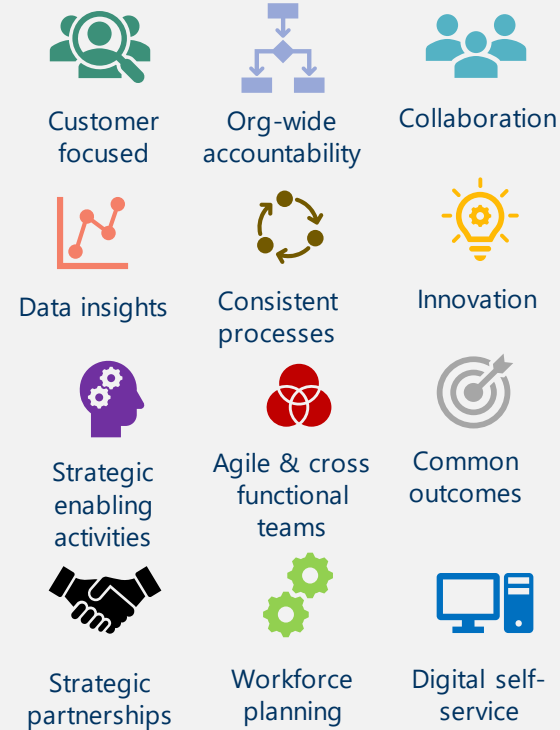 Customer
focused
Org-wide
accountability
Collaboration
Data insights
Consistent
processes
Innovation
Strategic
enabling
activities
Agile & cross
functional
teams
Common
outcomes
Strategic
partnerships
Workforce
planning
Digital self-
service